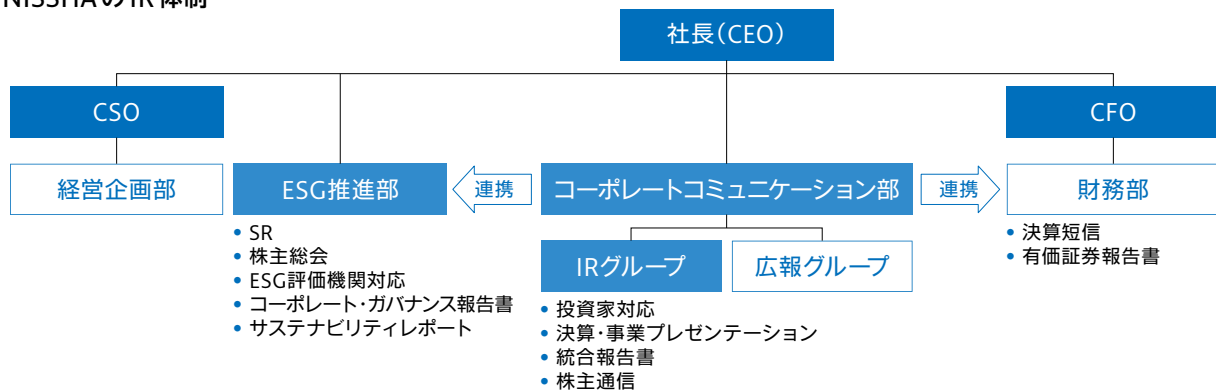 NISSHAのIR体制
社長(CEO)
CSO
CFO
経営企画部
ESG推進部
連携
コーポレートコミュニケーション部
連携
財務部
• SR
• 株主総会
• ESG評価機関対応
• コーポレート・ガバナンス報告書
• サステナビリティレポート
IRグループ
広報グループ
• 投資家対応
• 決算・事業プレゼンテーション
• 統合報告書
• 株主通信
• 決算短信
• 有価証券報告書